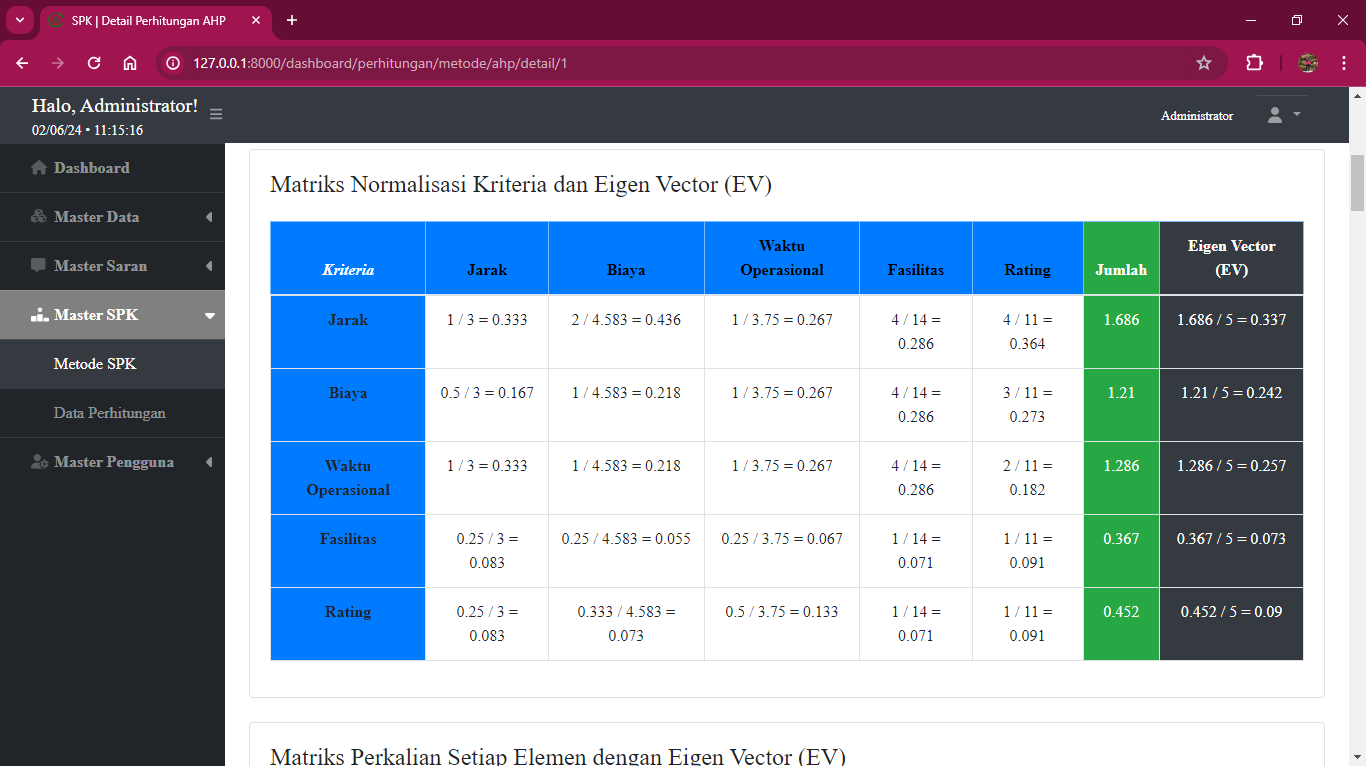 SPK | Detail Perhitungan AHP
127.0.0.1:8000/dashboard/perhitungan/metode/ahp/detail/1
Halo, Administrator!
02/06/24 • 11:15:16
Administrator
Dashboard
Master Data
Master Saran
Master SPK
Metode SPK
Data Perhitungan
Master Pengguna
Matriks Normalisasi Kriteria dan Eigen Vector (EV)
Kriteria Jarak Biaya Waktu Operasional Fasilitas Rating Jumlah Eigen Vector (EV)
Jarak 1 / 3 = 0.333 2 / 4.583 = 0.436 1 / 3.75 = 0.267 4 / 14 = 0.286 4 / 11 = 0.364 1.686 1.686 / 5 = 0.337
Biaya 0.5 / 3 = 0.167 1 / 4.583 = 0.218 1 / 3.75 = 0.267 4 / 14 = 0.286 3 / 11 = 0.273 1.21 1.21 / 5 = 0.242
Waktu Operasional 1 / 3 = 0.333 1 / 4.583 = 0.218 1 / 3.75 = 0.267 4 / 14 = 0.286 2 / 11 = 0.182 1.286 1.286 / 5 = 0.257
Fasilitas 0.25 / 3 = 0.083 0.25 / 4.583 = 0.055 0.25 / 3.75 = 0.067 1 / 14 = 0.071 1 / 11 = 0.091 0.367 0.367 / 5 = 0.073
Rating 0.25 / 3 = 0.083 0.333 / 4.583 = 0.073 0.5 / 3.75 = 0.133 1 / 14 = 0.071 1 / 11 = 0.091 0.452 0.452 / 5 = 0.09
Matriks Perkalian Setiap Elemen dengan Eigen Vector (EV)